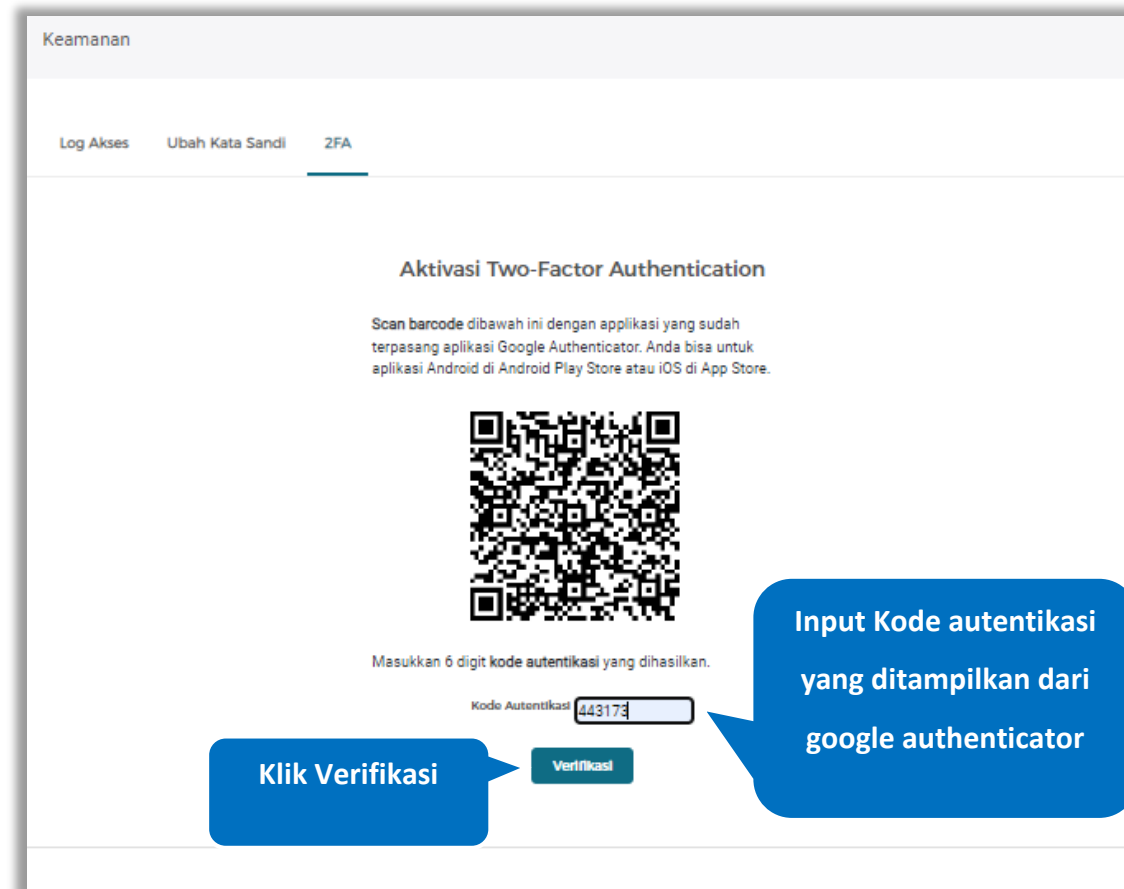 Keamanan
Log Akses Ubah Kata Sandi 2FA
Aktivasi Two-Factor Authentication
Scan barcode dibawah ini dengan applikasi yang sudah
terpasang aplikasi Google Authenticator. Anda bisa untuk
aplikasi Android di Android Play Store atau iOS di App Store.
Masukkan 6 digit kode autentikasi yang dihasilkan.
Kode Autentikasi 443173
Verifikasi
Klik Verifikasi
Input Kode autentikasi
yang ditampilkan dari
google authenticator